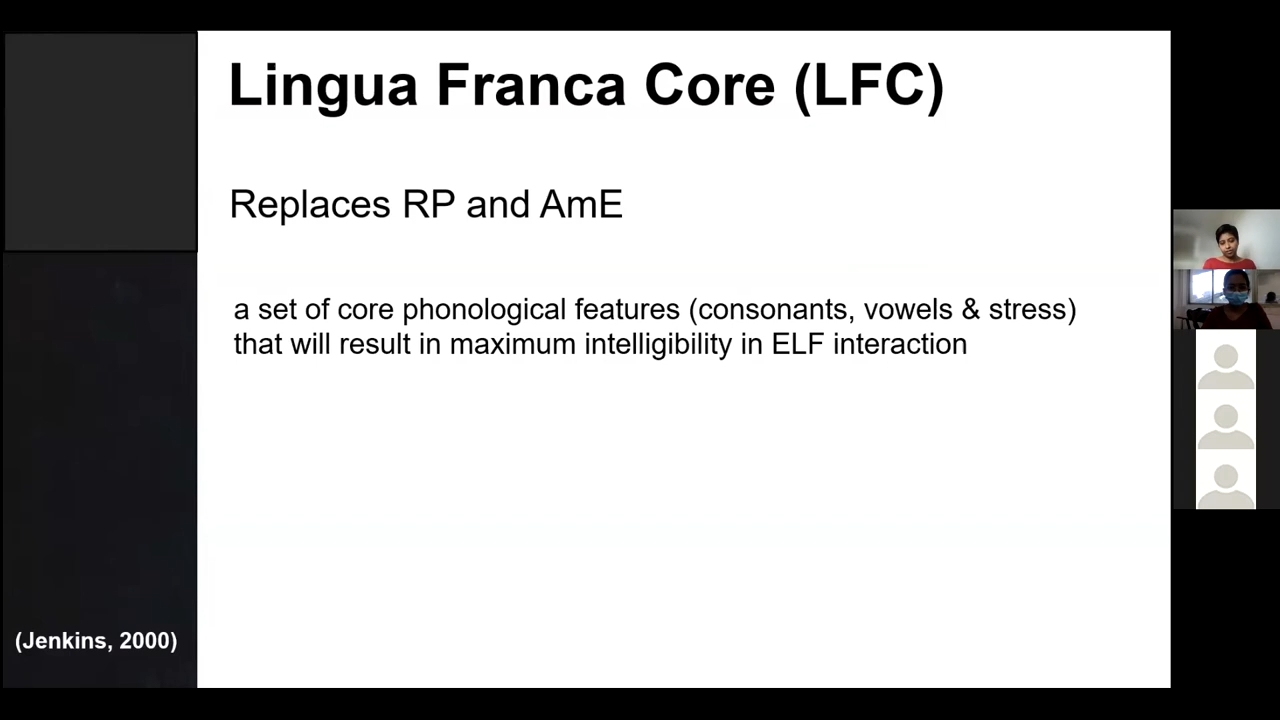 Lingua Franca Core (LFC)
Replaces RP and AmE
a set of core phonological features (consonants, vowels & stress)
that will result in maximum intelligibility in ELF interaction
(Jenkins, 2000)